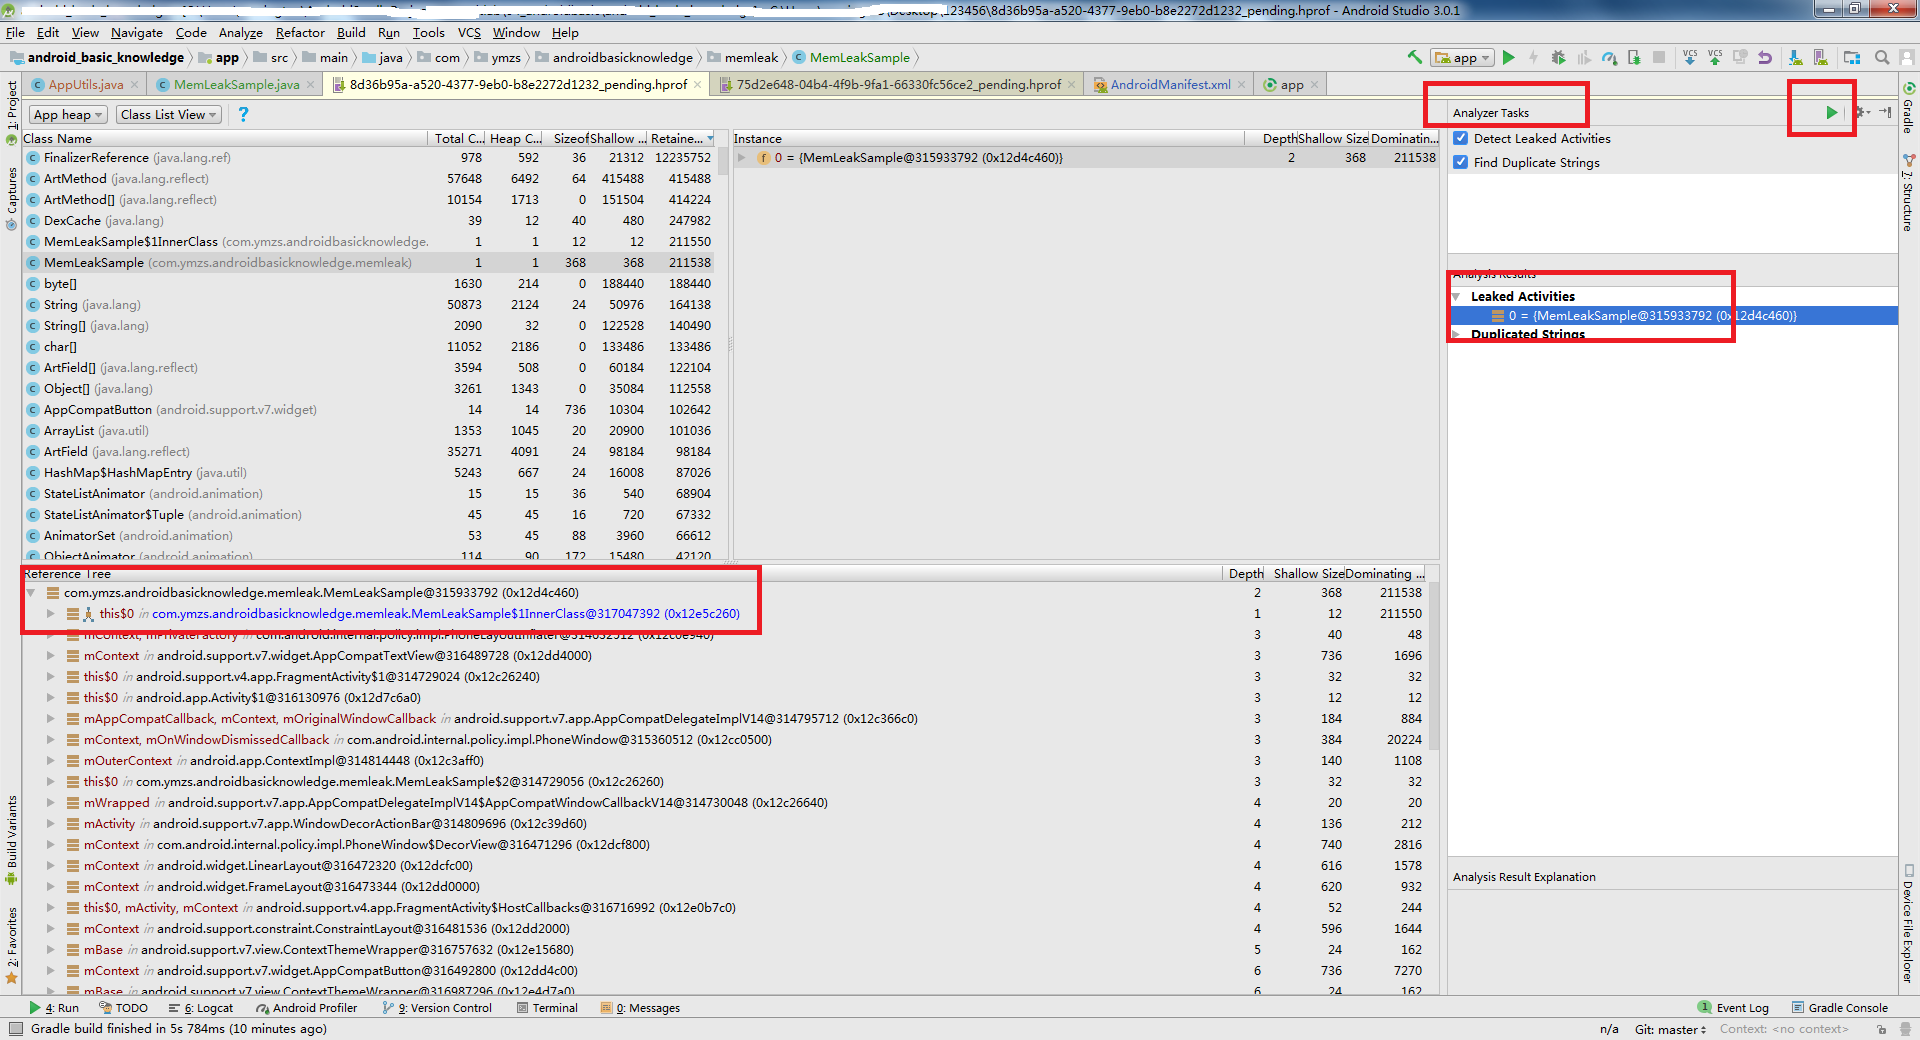 \Desktop\123456\8d36b95a-a520-4377-9eb0-b8e2272d1232_pending.hprof - Android Studio 3.0.1
File Edit View Navigate Code Analyze Refactor Build Run Tools VCS Window Help
android_basic_knowledge app src main java com ymzs androidbasicknowledge memleak MemLeakSample app
AppUtils.java MemLeakSample.java 8d36b95a-a520-4377-9eb0-b8e2272d1232_pending.hprof 75d2e648-04b4-4f9b-9fa1-66330fc56ce2_pending.hprof AndroidManifest.xml app
1: Project
Captures
Build Variants
2: Favorites
App heap Class List View ?
Class Name Total C... Heap C... Sizeof Shallow ... Retaine...
FinalizerReference (java.lang.ref) 978 592 36 21312 12235752
ArtMethod (java.lang.reflect) 57648 6492 64 415488 415488
ArtMethod[] (java.lang.reflect) 10154 1713 0 151504 414224
DexCache (java.lang) 39 12 40 480 247982
MemLeakSample$1InnerClass (com.ymzs.androidbasicknowledge. 1 1 12 12 211550
MemLeakSample (com.ymzs.androidbasicknowledge.memleak) 1 1 368 368 211538
byte[] 1630 214 0 188440 188440
String (java.lang) 50873 2124 24 50976 164138
String[] (java.lang) 2090 32 0 122528 140490
char[] 11052 2186 0 133486 133486
ArtField[] (java.lang.reflect) 3594 508 0 60184 122104
Object[] (java.lang) 3261 1343 0 35084 112558
AppCompatButton (android.support.v7.widget) 14 14 736 10304 102642
ArrayList (java.util) 1353 1045 20 20900 101036
ArtField (java.lang.reflect) 35271 4091 24 98184 98184
HashMap$HashMapEntry (java.util) 5243 667 24 16008 87026
StateListAnimator (android.animation) 15 15 36 540 68904
StateListAnimator$Tuple (android.animation) 45 45 16 720 67332
AnimatorSet (android.animation) 53 45 88 3960 66612
ObjectAnimator (android.animation) 114 90 172 15480 42120
Instance Depth Shallow Size Dominatin...
0 = {MemLeakSample@315933792 (0x12d4c460)} 2 368 211538
Analyzer Tasks
Detect Leaked Activities
Find Duplicate Strings
Analysis Results
Leaked Activities
0 = {MemLeakSample@315933792 (0x12d4c460)}
Duplicated Strings
Analysis Result Explanation
Gradle
7: Structure
Device File Explorer
Reference Tree Depth Shallow Size Dominating ...
com.ymzs.androidbasicknowledge.memleak.MemLeakSample@315933792 (0x12d4c460) 2 368 211538
this$0 in com.ymzs.androidbasicknowledge.memleak.MemLeakSample$1InnerClass@317047392 (0x12e5c260) 1 12 211550
mContext, mPrivateFactory in com.android.internal.policy.impl.PhoneLayoutInflater@314632512 (0x12c0e940) 3 40 48
mContext in android.support.v7.widget.AppCompatTextView@316489728 (0x12dd4000) 3 736 1696
this$0 in android.support.v4.app.FragmentActivity$1@314729024 (0x12c26240) 3 32 32
this$0 in android.app.Activity$1@316130976 (0x12d7c6a0) 3 12 12
mAppCompatCallback, mContext, mOriginalWindowCallback in android.support.v7.app.AppCompatDelegateImplV14@314795712 (0x12c366c0) 3 184 884
mContext, mOnWindowDismissedCallback in com.android.internal.policy.impl.PhoneWindow@315360512 (0x12cc0500) 3 384 20224
mOuterContext in android.app.ContextImpl@314814448 (0x12c3aff0) 3 140 1108
this$0 in com.ymzs.androidbasicknowledge.memleak.MemLeakSample$2@314729056 (0x12c26260) 3 32 32
mWrapped in android.support.v7.app.AppCompatDelegateImplV14$AppCompatWindowCallbackV14@314730048 (0x12c26640) 4 20 20
mActivity in android.support.v7.app.WindowDecorActionBar@314809696 (0x12c39d60) 4 136 212
mContext in com.android.internal.policy.impl.PhoneWindow$DecorView@316471296 (0x12dcf800) 4 740 2816
mContext in android.widget.LinearLayout@316472320 (0x12dcfc00) 4 616 1578
mContext in android.widget.FrameLayout@316473344 (0x12dd0000) 4 620 932
this$0, mActivity, mContext in android.support.v4.app.FragmentActivity$HostCallbacks@316716992 (0x12e0b7c0) 4 52 244
mContext in android.support.constraint.ConstraintLayout@316481536 (0x12dd2000) 4 596 1644
mBase in android.support.v7.view.ContextThemeWrapper@316757632 (0x12e15680) 5 24 162
mContext in android.support.v7.widget.AppCompatButton@316492800 (0x12dd4c00) 6 736 7270
mBase in android.support.v7.view.ContextThemeWrapper@316987296 (0x12e4d7a0) 6 24 162
4: Run TODO 6: Logcat Android Profiler 9: Version Control Terminal 0: Messages 1 Event Log Gradle Console
Gradle build finished in 5s 784ms (10 minutes ago) n/a Git: master Context: <no context>